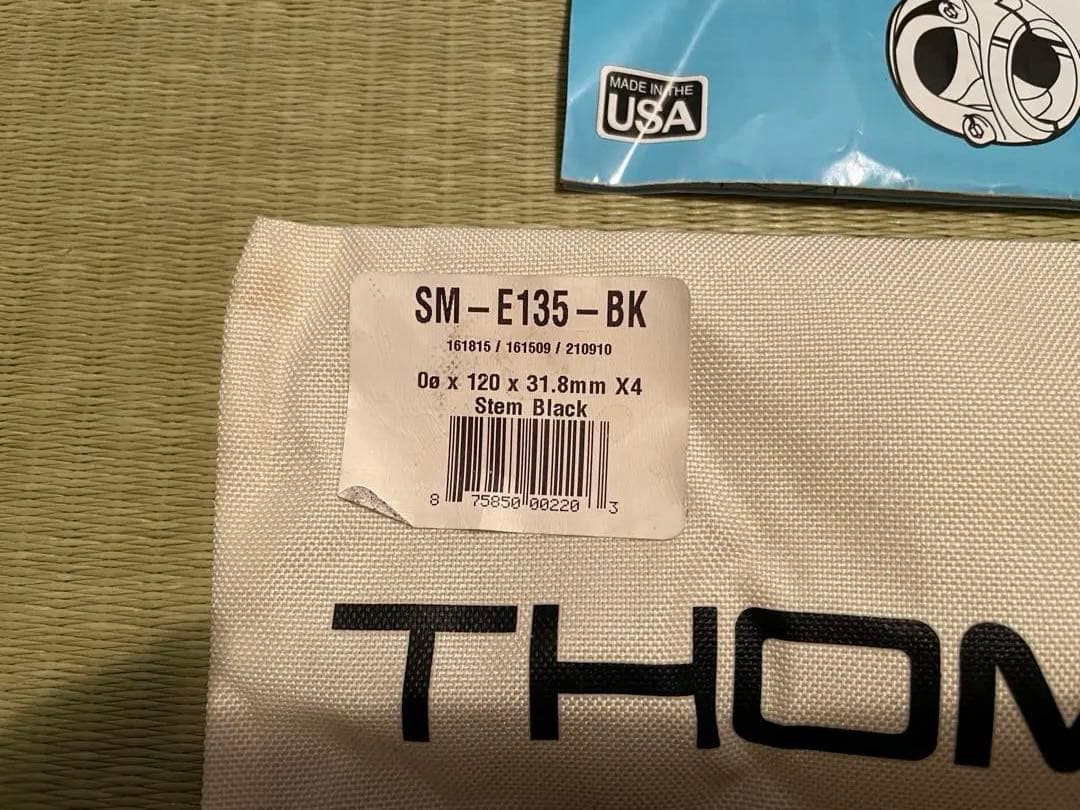 MADE IN THE
USA
SM – E135 – BK
161815 / 161509 / 210910
0ø x 120 x 31.8mm X4
Stem Black
8 75850 00220 3
THOM